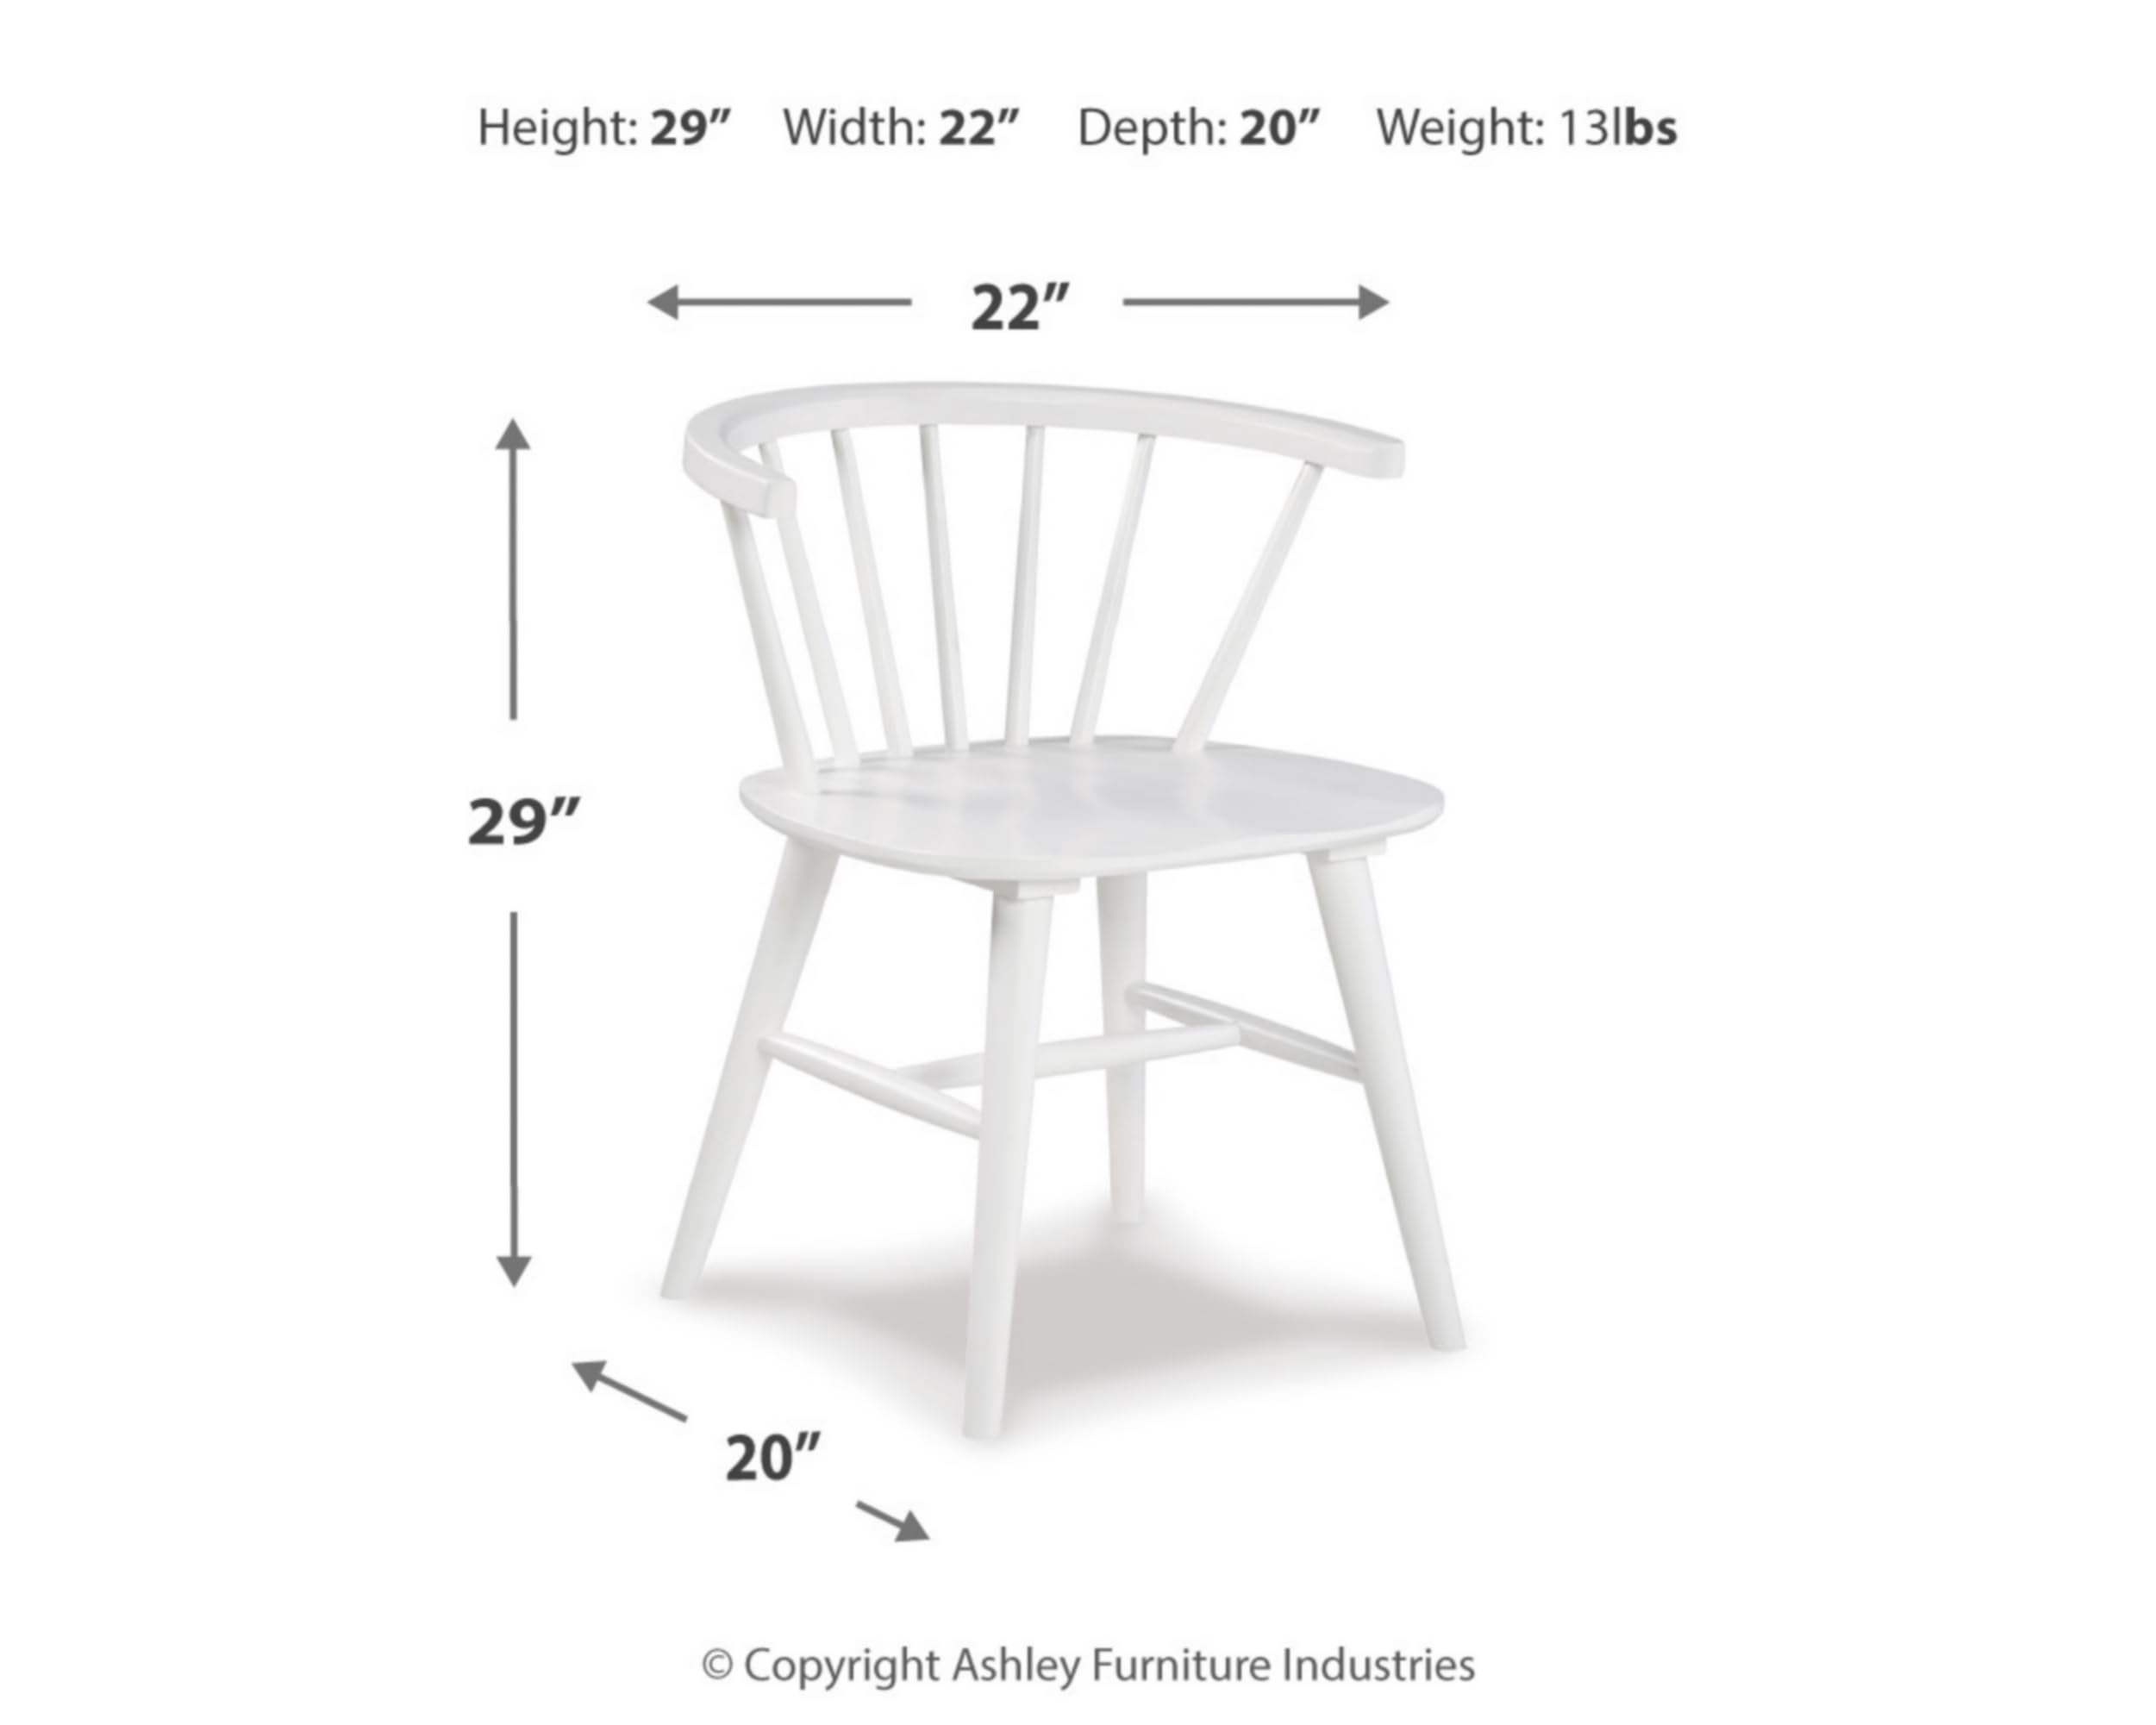 Height: 29” Width: 22” Depth: 20” Weight: 13lbs
22”
29”
20”
© Copyright Ashley Furniture Industries